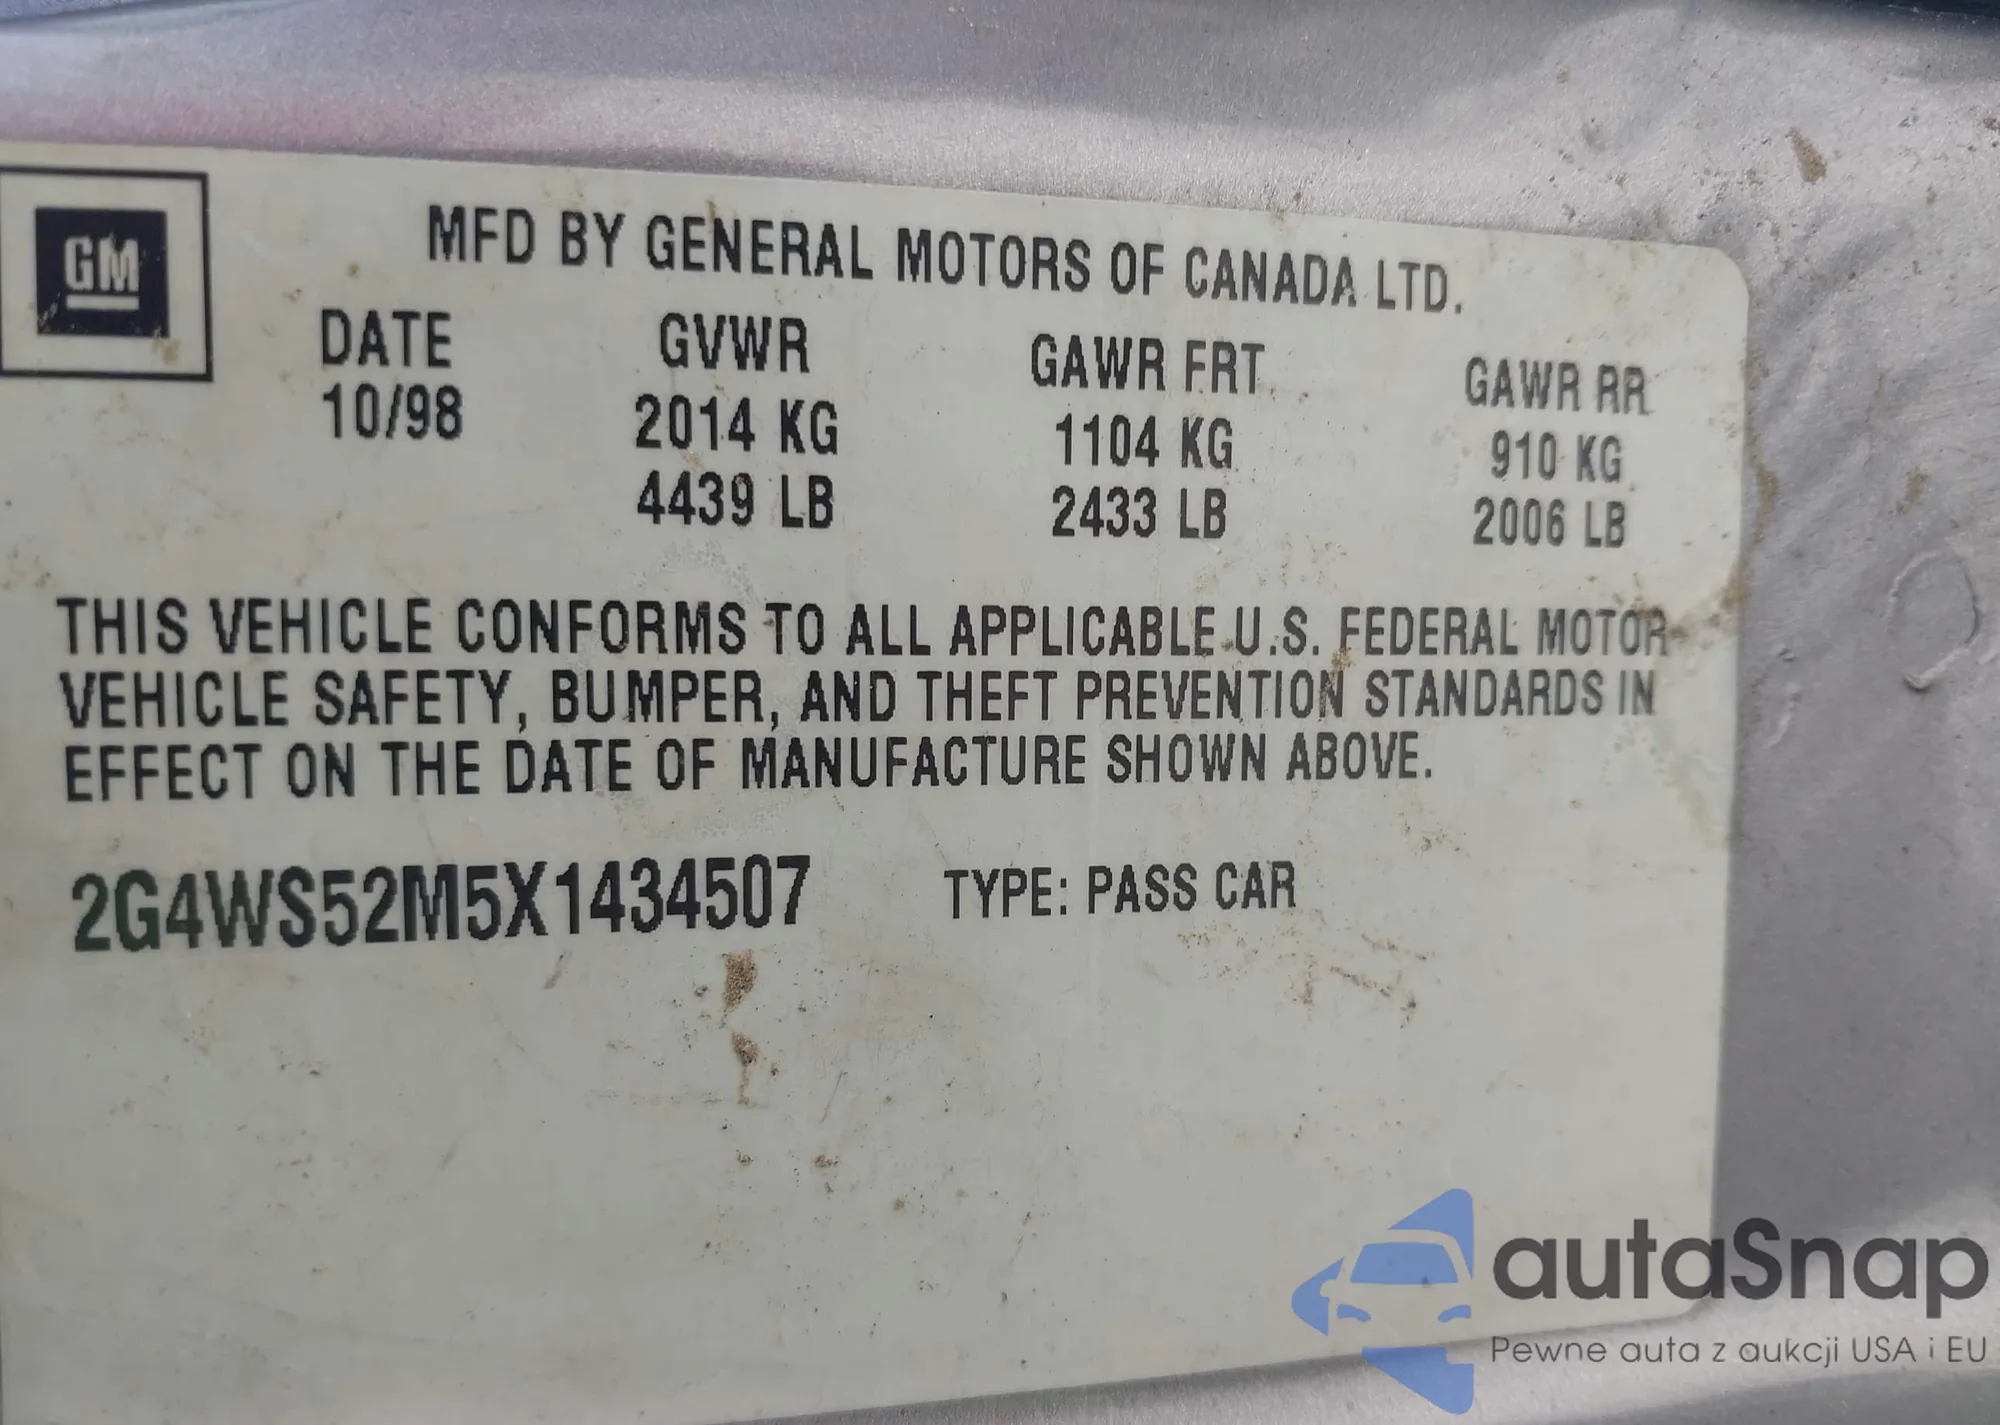 GM
MFD BY GENERAL MOTORS OF CANADA LTD.
DATE GVWR GAWR FRT GAWR RR
10/98 2014 KG 1104 KG 910 KG
4439 LB 2433 LB 2006 LB
THIS VEHICLE CONFORMS TO ALL APPLICABLE U.S. FEDERAL MOTOR
VEHICLE SAFETY, BUMPER, AND THEFT PREVENTION STANDARDS IN
EFFECT ON THE DATE OF MANUFACTURE SHOWN ABOVE.
2G4WS52M5X1434507 TYPE: PASS CAR
autaSnap
Pewne auta z aukcji USA i EU